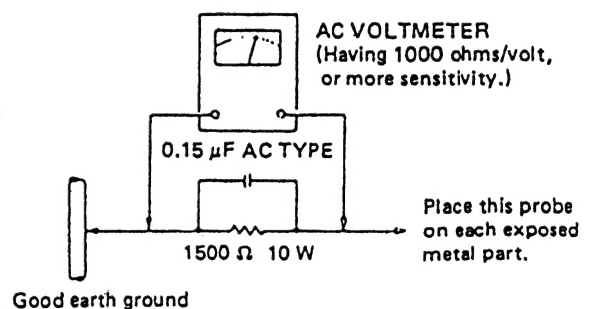 AC VOLTMETER
(Having 1000 ohms/volt,
or more sensitivity.)
0.15 µF AC TYPE
Place this probe
on each exposed
metal part.
1500 Ω 10 W
Good earth ground